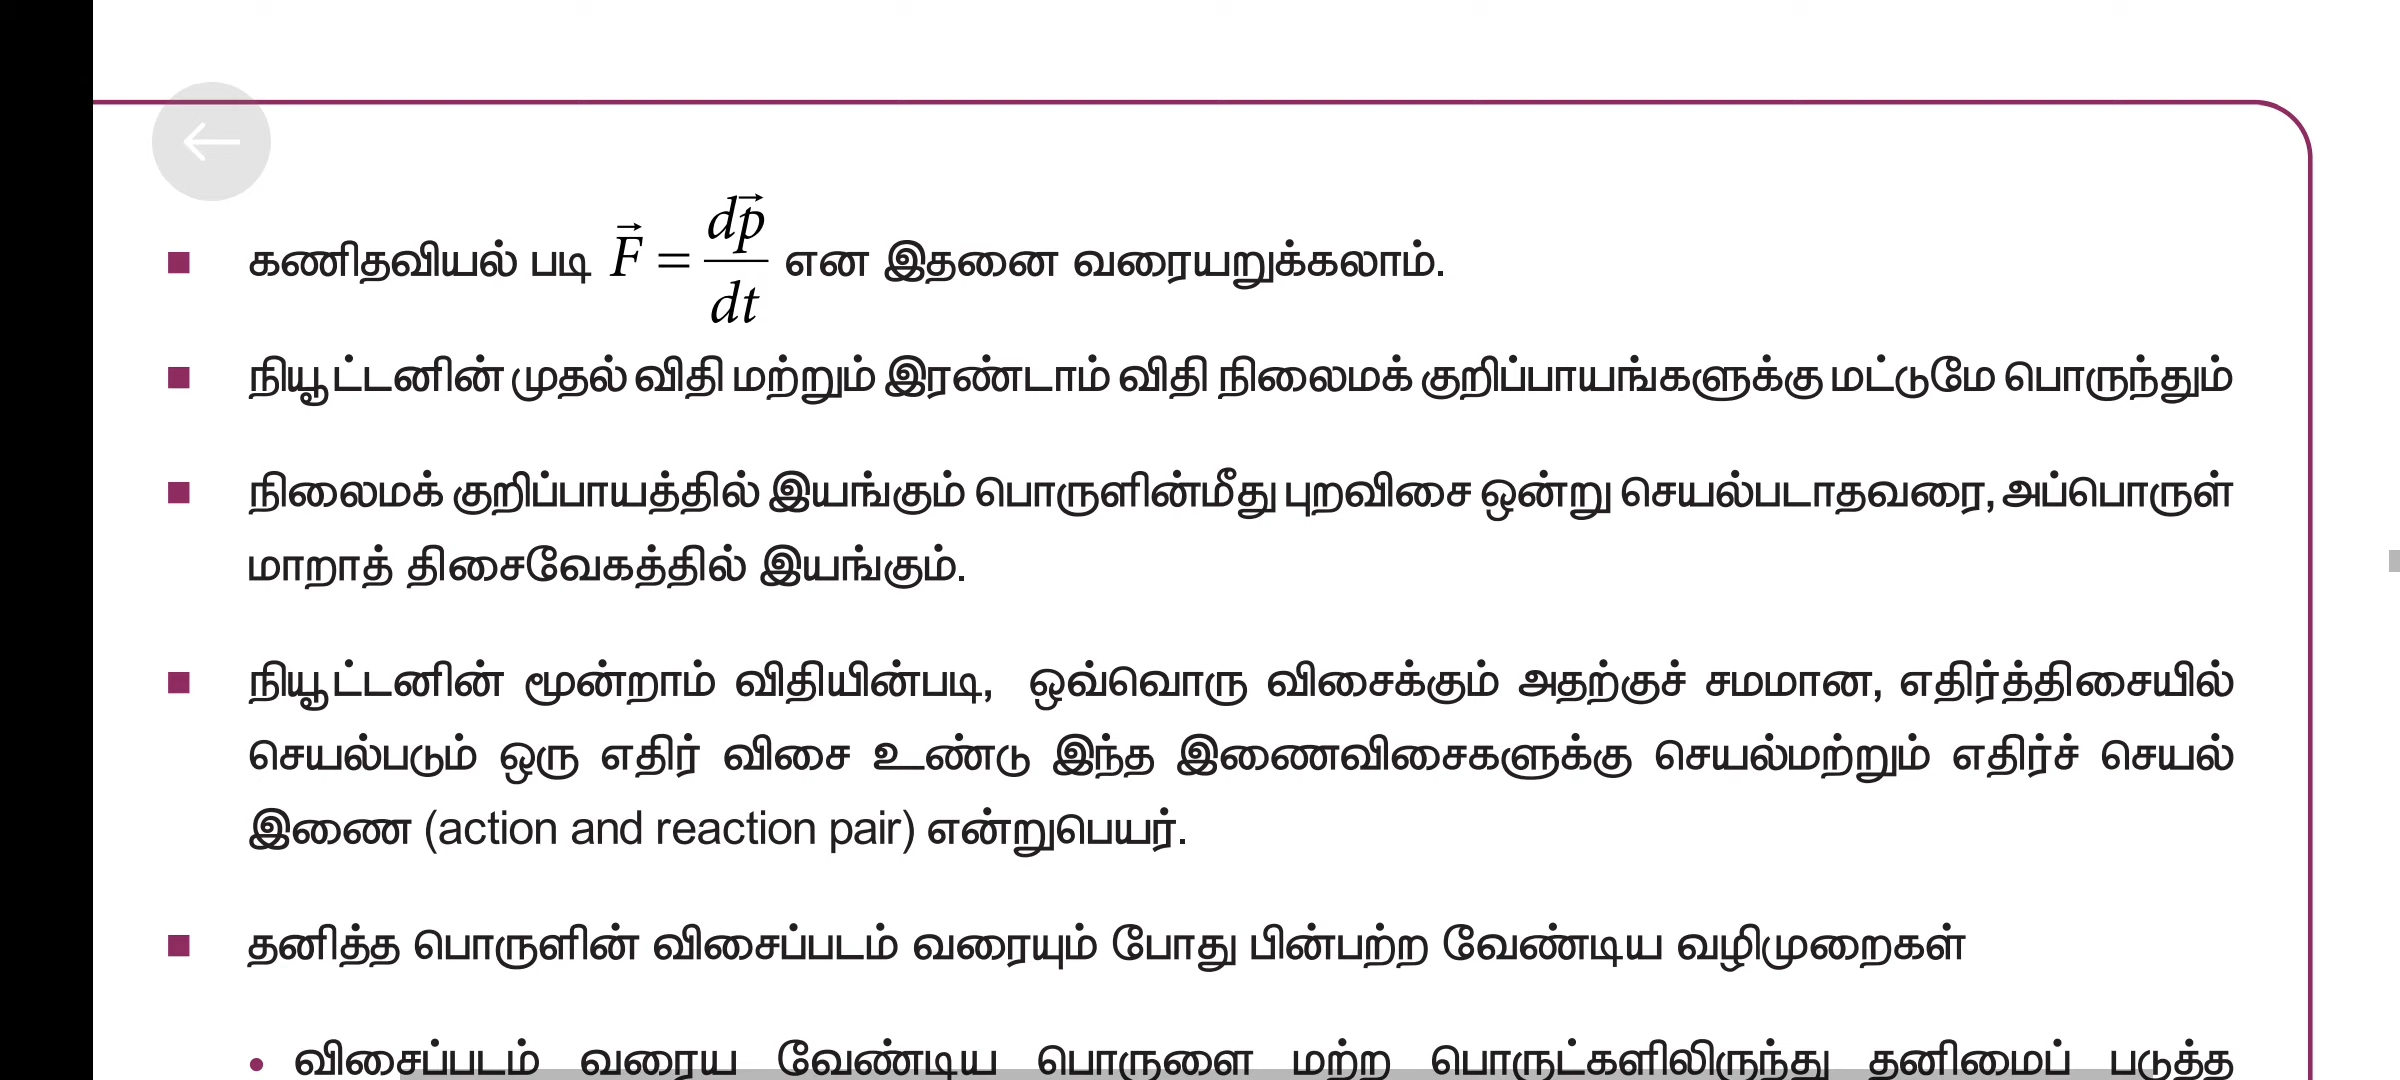 ■ கணிதவியல் படி $\vec{F} = \frac{d\vec{p}}{dt}$ என இதனை வரையறுக்கலாம்.
■ நியூட்டனின் முதல் விதி மற்றும் இரண்டாம் விதி நிலைமக் குறிப்பாயங்களுக்கு மட்டுமே பொருந்தும்
■ நிலைமக் குறிப்பாயத்தில் இயங்கும் பொருளின்மீது புறவிசை ஒன்று செயல்படாதவரை, அப்பொருள்
மாறாத் திசைவேகத்தில் இயங்கும்.
■ நியூட்டனின் மூன்றாம் விதியின்படி, ஒவ்வொரு விசைக்கும் அதற்குச் சமமான, எதிர்த்திசையில்
செயல்படும் ஒரு எதிர் விசை உண்டு இந்த இணைவிசைகளுக்கு செயல்மற்றும் எதிர்ச் செயல்
இணை (action and reaction pair) என்றுபெயர்.
■ தனித்த பொருளின் விசைப்படம் வரையும் போது பின்பற்ற வேண்டிய வழிமுறைகள்
• விசைப்படம் வரைய வேண்டிய பொருளை மற்ற பொருட்களிலிருந்து தனிமைப் படுத்த